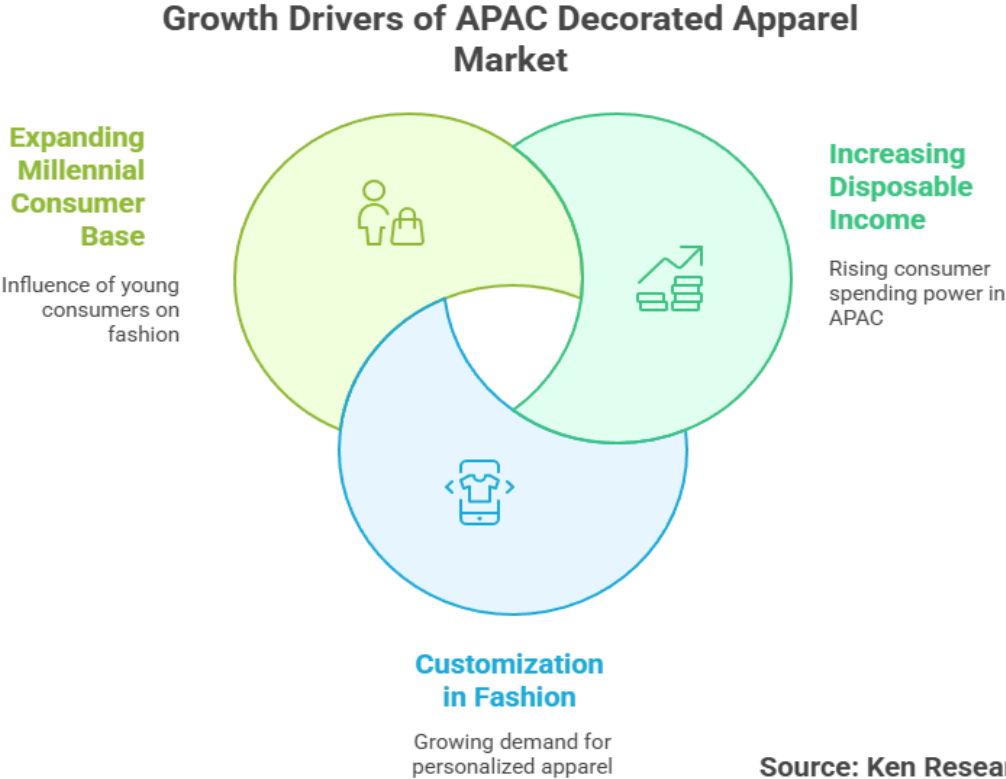 Growth Drivers of APAC Decorated Apparel
Market
Expanding
Millennial
Consumer
Base
Influence of young
consumers on
fashion
Increasing
Disposable
Income
Rising consumer
spending power in
APAC
Customization
in Fashion
Growing demand for
personalized apparel
Source: Ken